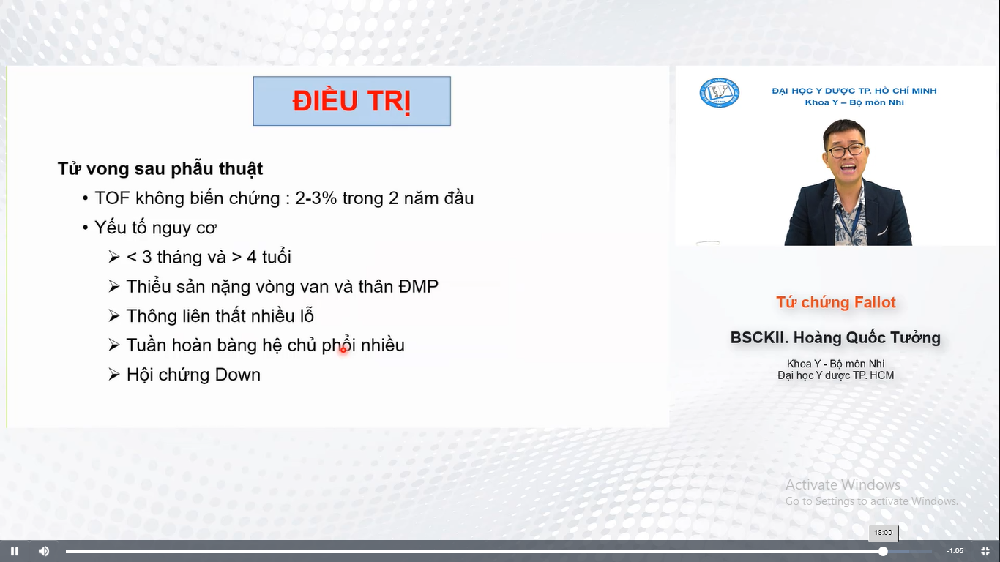 ĐIỀU TRỊ
Tử vong sau phẫu thuật
• TOF không biến chứng : 2-3% trong 2 năm đầu
• Yếu tố nguy cơ
➢ < 3 tháng và > 4 tuổi
➢ Thiểu sản nặng vòng van và thân ĐMP
➢ Thông liên thất nhiều lỗ
➢ Tuần hoàn bàng hệ chủ phổi nhiều
➢ Hội chứng Down
ĐẠI HỌC Y DƯỢC TP. HỒ CHÍ MINH
Khoa Y – Bộ môn Nhi
Tứ chứng Fallot
BSCKII. Hoàng Quốc Tưởng
Khoa Y - Bộ môn Nhi
Đại học Y dược TP. HCM
Activate Windows
Go to Settings to activate Windows.
18:09
-1:05